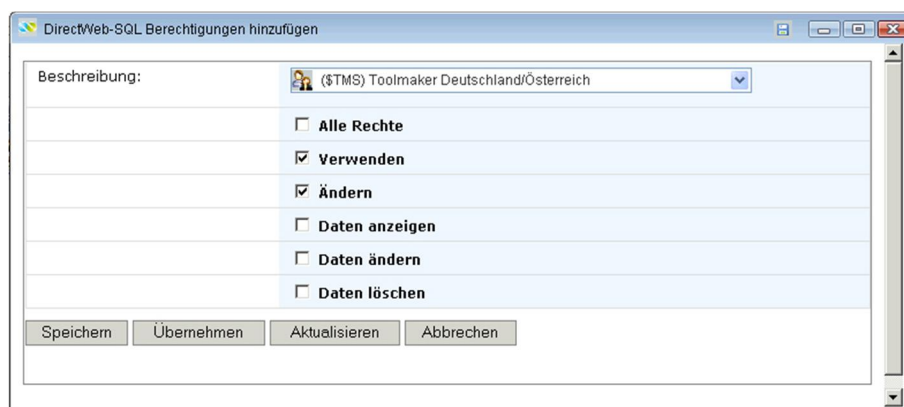 DirectWeb-SQL Berechtigungen hinzufügen
Beschreibung:
($TMS) Toolmaker Deutschland/Österreich
Alle Rechte
Verwenden
Ändern
Daten anzeigen
Daten ändern
Daten löschen
Speichern Übernehmen Aktualisieren Abbrechen